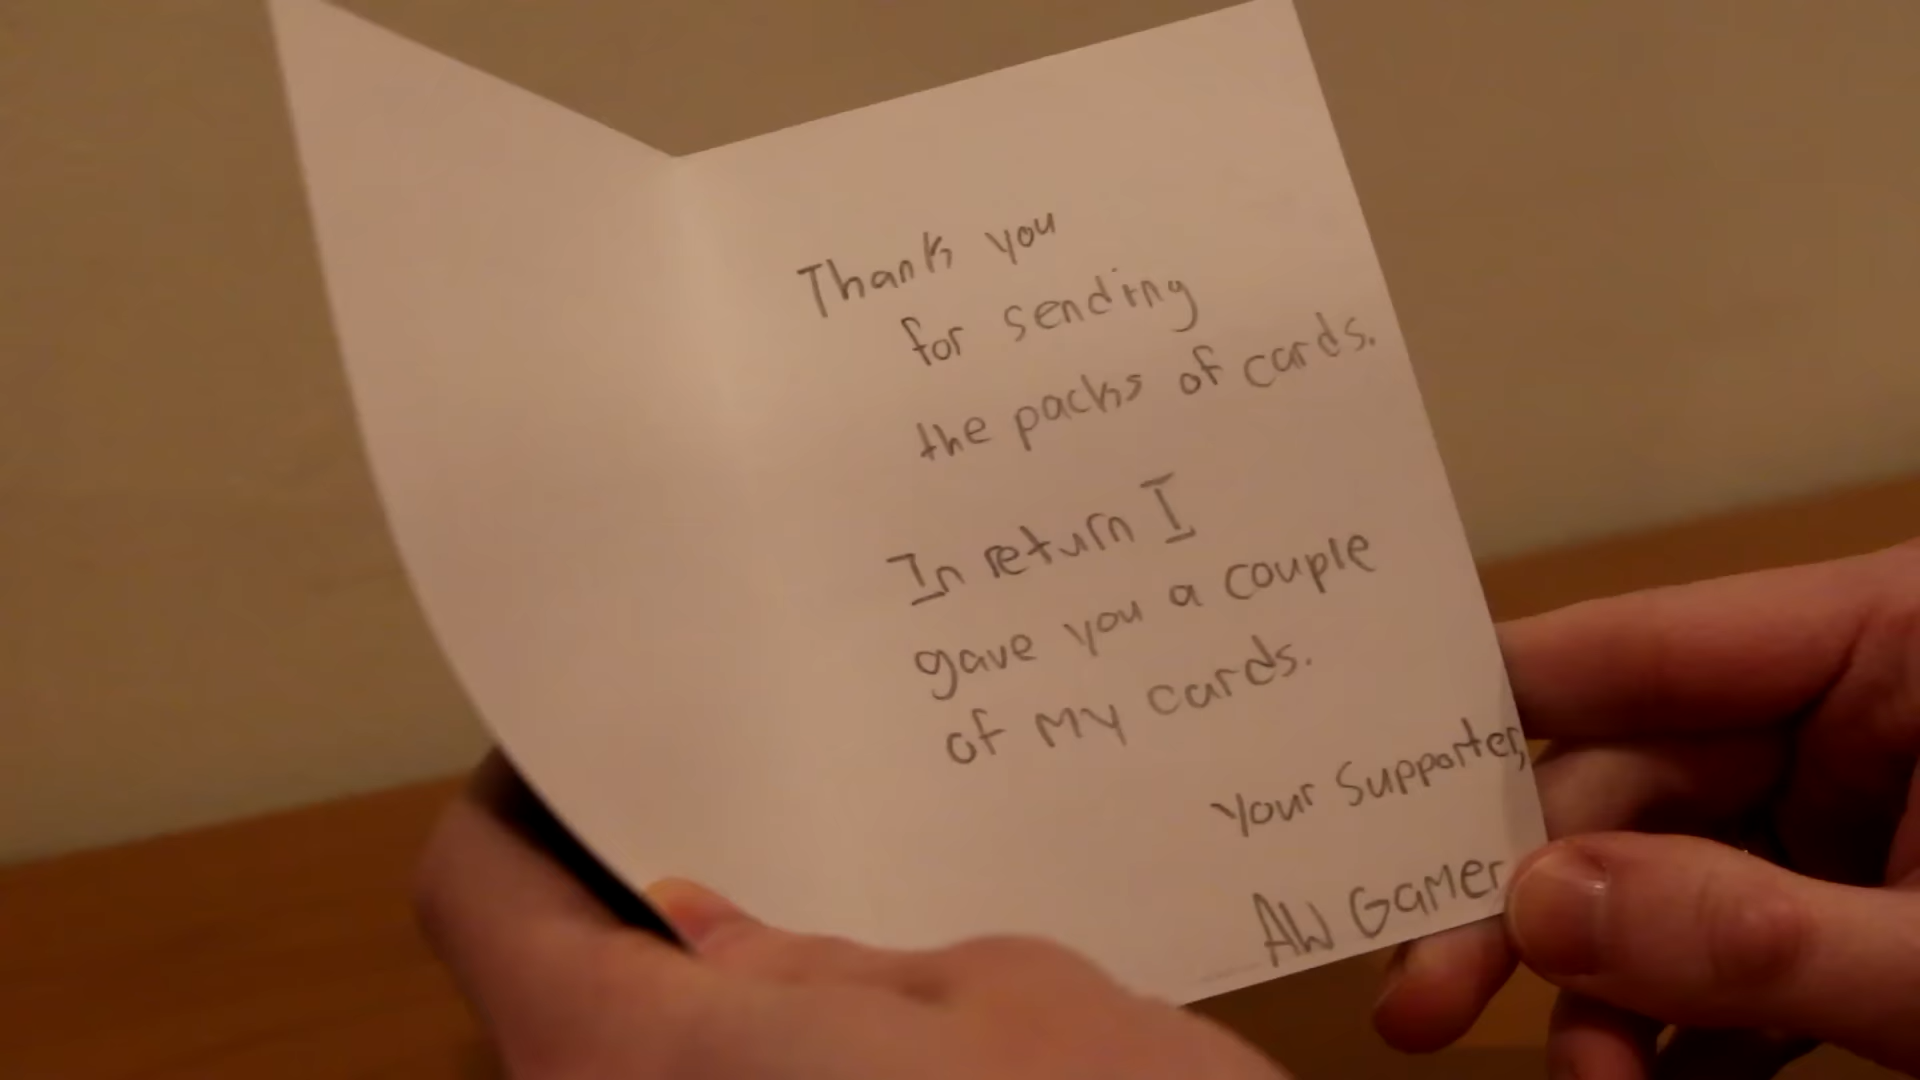 Thank you
for sending
the packs of cards.
In return I
gave you a couple
of my cards.
Your Supporter,
AW Gamer